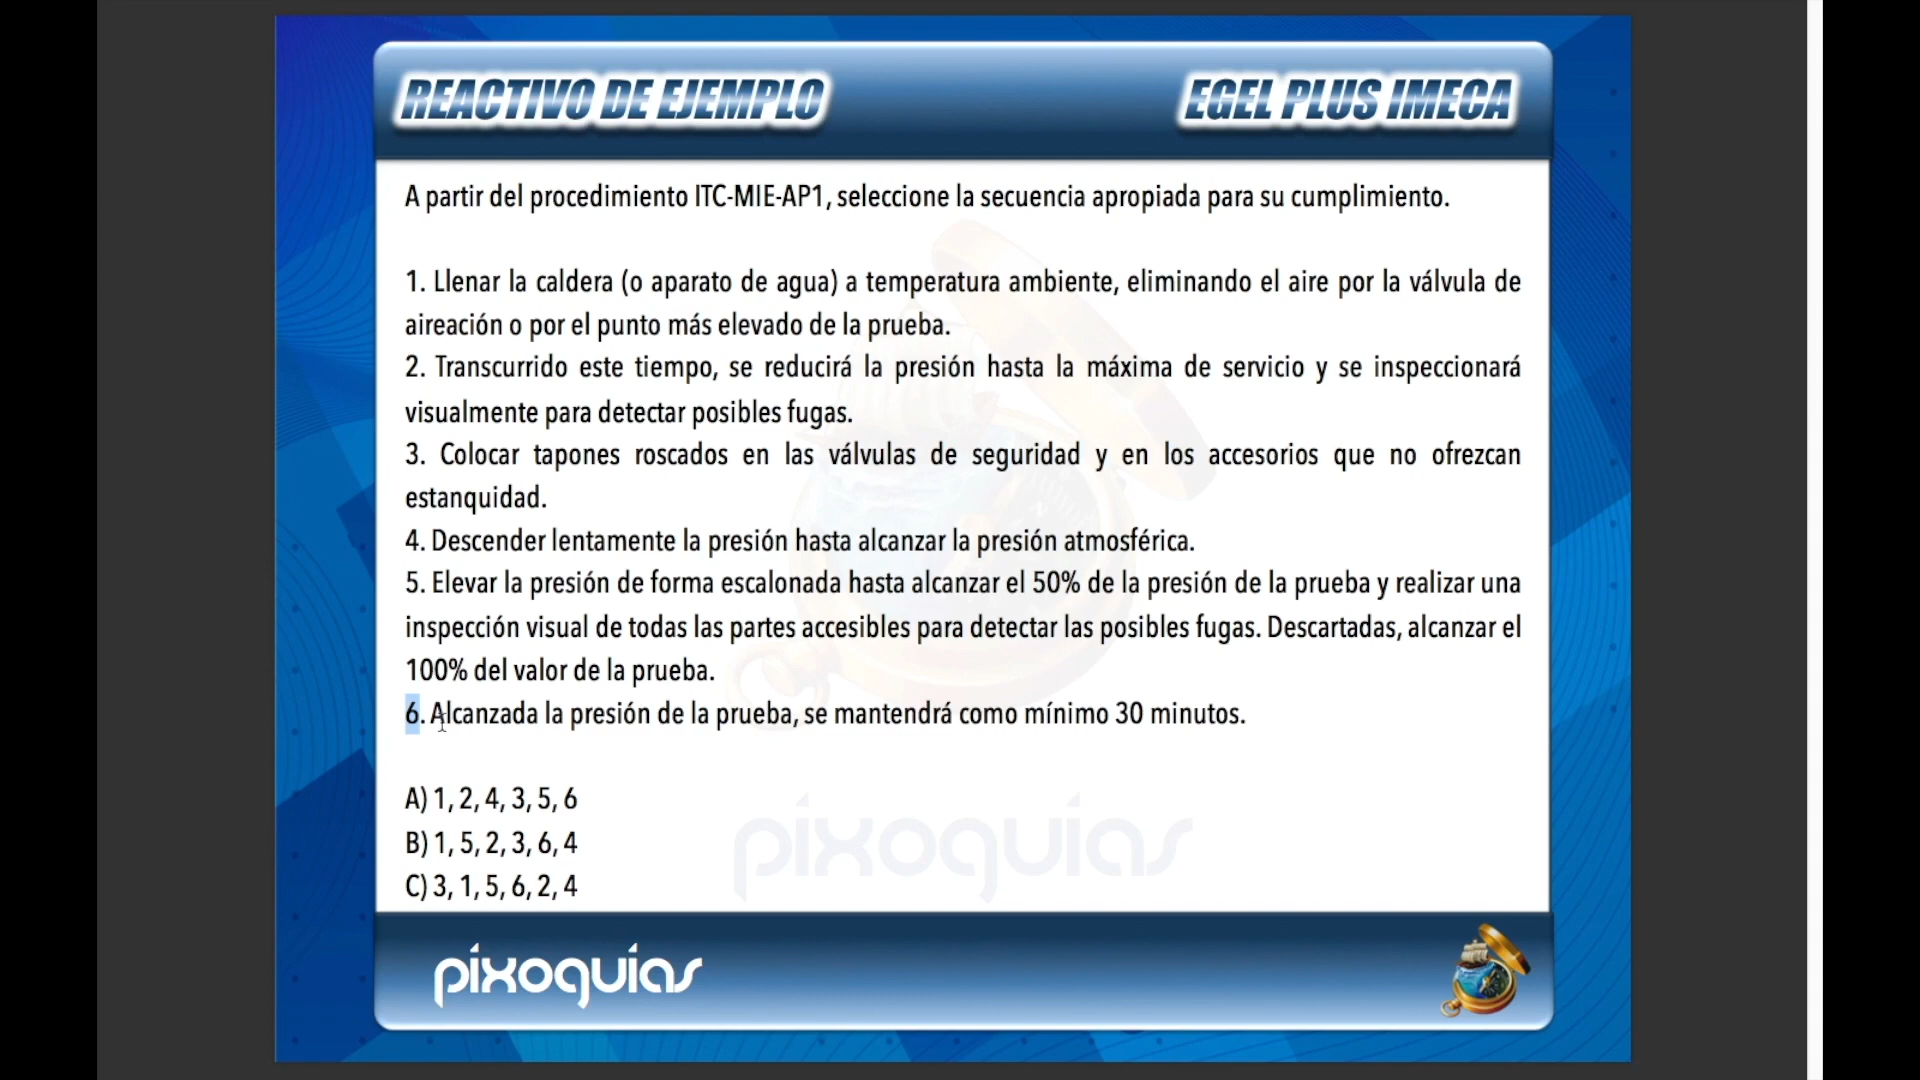 REACTIVO DE EJEMPLO
EGEL PLUS IMECA
A partir del procedimiento ITC-MIE-AP1, seleccione la secuencia apropiada para su cumplimiento.
1. Llenar la caldera (o aparato de agua) a temperatura ambiente, eliminando el aire por la válvula de
aireación o por el punto más elevado de la prueba.
2. Transcurrido este tiempo, se reducirá la presión hasta la máxima de servicio y se inspeccionará
visualmente para detectar posibles fugas.
3. Colocar tapones roscados en las válvulas de seguridad y en los accesorios que no ofrezcan
estanquidad.
4. Descender lentamente la presión hasta alcanzar la presión atmosférica.
5. Elevar la presión de forma escalonada hasta alcanzar el 50% de la presión de la prueba y realizar una
inspección visual de todas las partes accesibles para detectar las posibles fugas. Descartadas, alcanzar el
100% del valor de la prueba.
6. Alcanzada la presión de la prueba, se mantendrá como mínimo 30 minutos.
A) 1, 2, 4, 3, 5, 6
B) 1, 5, 2, 3, 6, 4
C) 3, 1, 5, 6, 2, 4
pixoguías
pixoguías